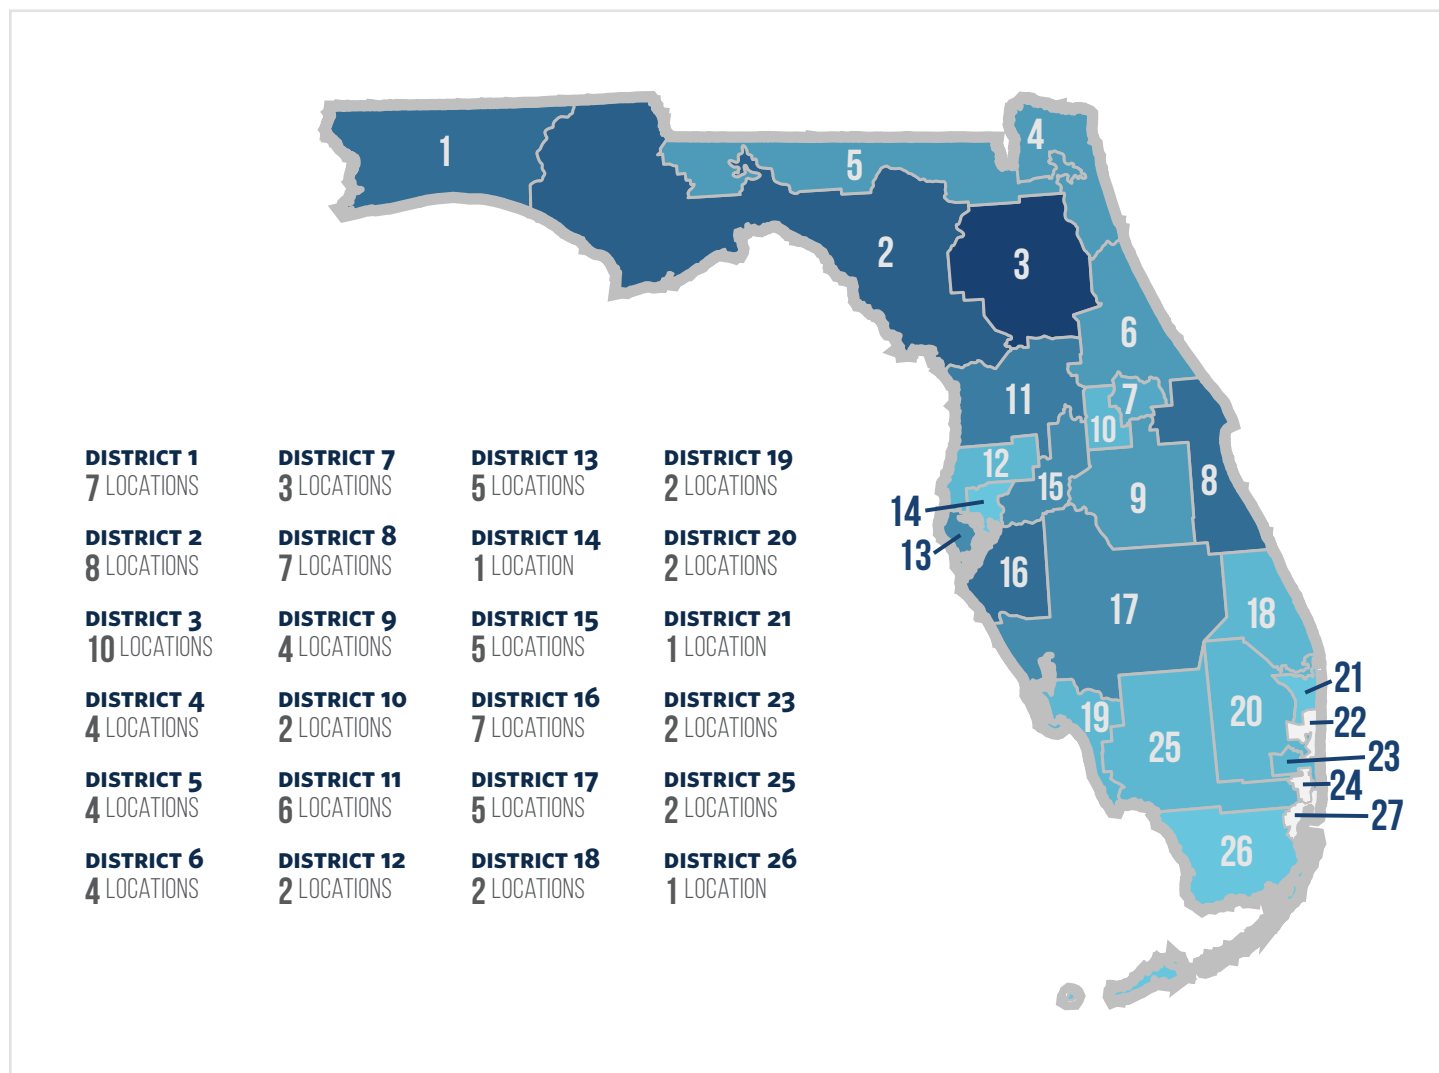 DISTRICT 1
7 LOCATIONS
DISTRICT 2
8 LOCATIONS
DISTRICT 3
10 LOCATIONS
DISTRICT 4
4 LOCATIONS
DISTRICT 5
4 LOCATIONS
DISTRICT 6
4 LOCATIONS
DISTRICT 7
3 LOCATIONS
DISTRICT 8
7 LOCATIONS
DISTRICT 9
4 LOCATIONS
DISTRICT 10
2 LOCATIONS
DISTRICT 11
6 LOCATIONS
DISTRICT 12
2 LOCATIONS
DISTRICT 13
5 LOCATIONS
DISTRICT 14
1 LOCATION
DISTRICT 15
5 LOCATIONS
DISTRICT 16
7 LOCATIONS
DISTRICT 17
5 LOCATIONS
DISTRICT 18
2 LOCATIONS
DISTRICT 19
2 LOCATIONS
DISTRICT 20
2 LOCATIONS
DISTRICT 21
1 LOCATION
DISTRICT 23
2 LOCATIONS
DISTRICT 25
2 LOCATIONS
DISTRICT 26
1 LOCATION
1
2
3
4
5
6
7
8
9
10
11
12
13
14
15
16
17
18
19
20
21
22
23
24
25
26
27